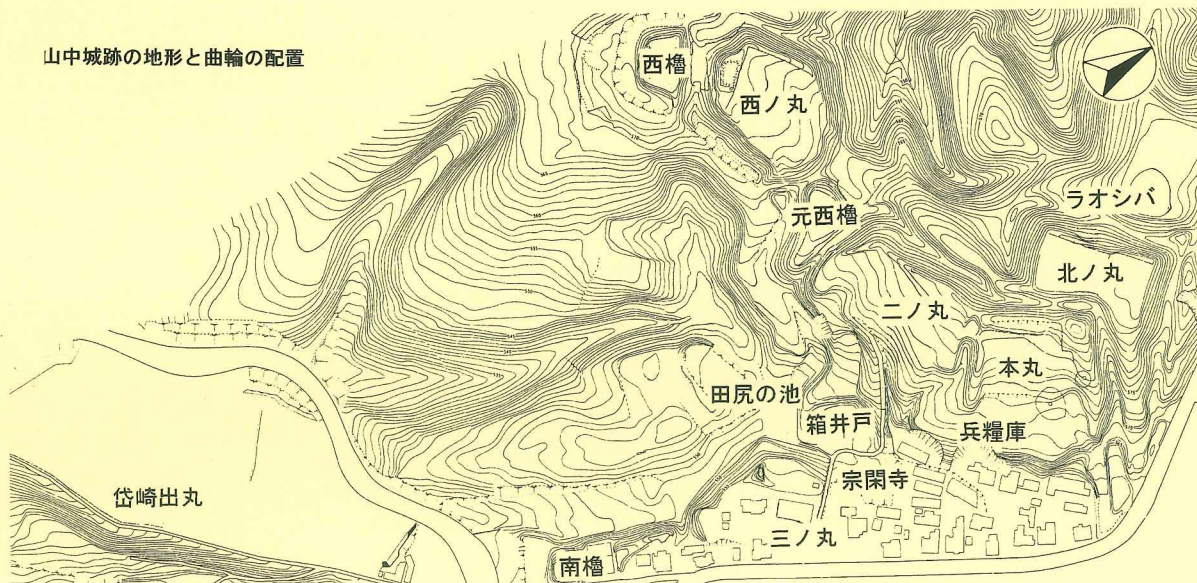 山中城跡の地形と曲輪の配置
西櫓
西ノ丸
元西櫓
ラオシバ
北ノ丸
二ノ丸
本丸
田尻の池
箱井戸
兵糧庫
宗閑寺
岱崎出丸
三ノ丸
南櫓